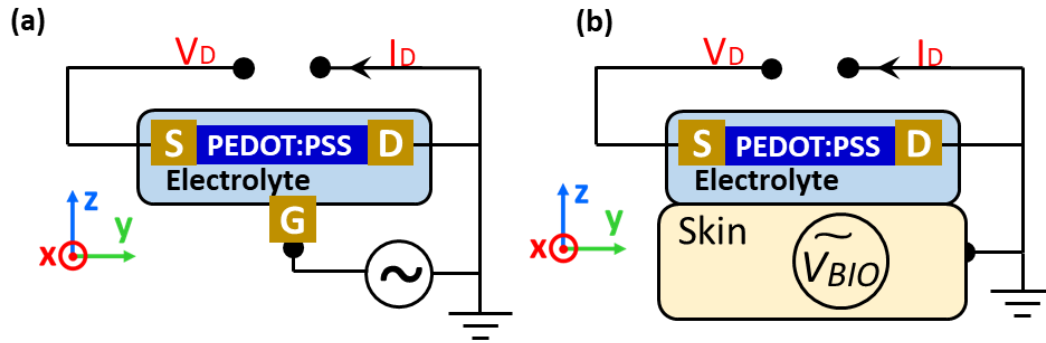 (a)
VD
ID
S PEDOT:PSS D
Electrolyte
G
z
y
x
(b)
VD
ID
S PEDOT:PSS D
Electrolyte
Skin
VBIO
z
y
x